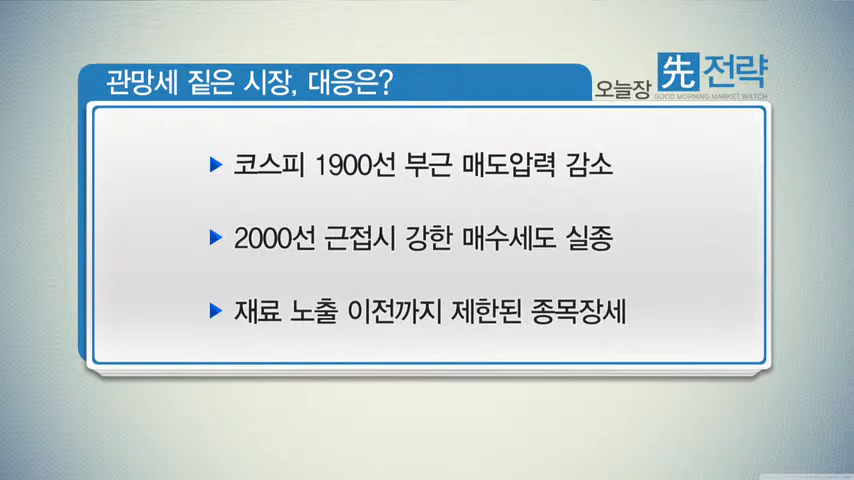 관망세 짙은 시장, 대응은?
오늘장 先전략
GOOD MORNING MARKET WATCH
▶ 코스피 1900선 부근 매도압력 감소
▶ 2000선 근접시 강한 매수세도 실종
▶ 재료 노출 이전까지 제한된 종목장세